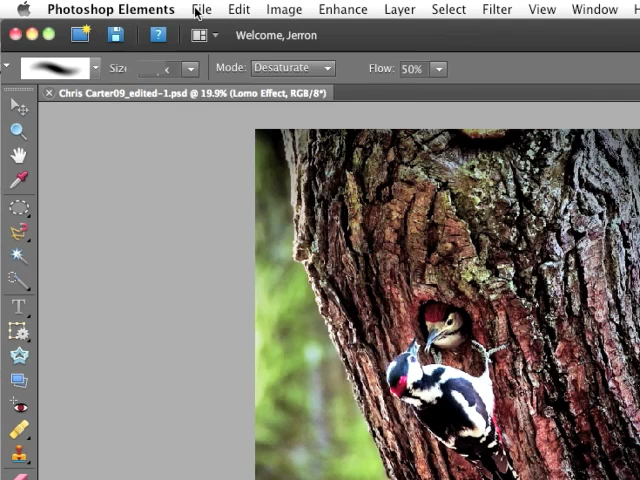 Photoshop Elements File Edit Image Enhance Layer Select Filter View Window H
Welcome, Jerron
Size Mode: Desaturate Flow: 50%
Chris Carter09_edited-1.psd @ 19.9% (Lomo Effect, RGB/8*)
T